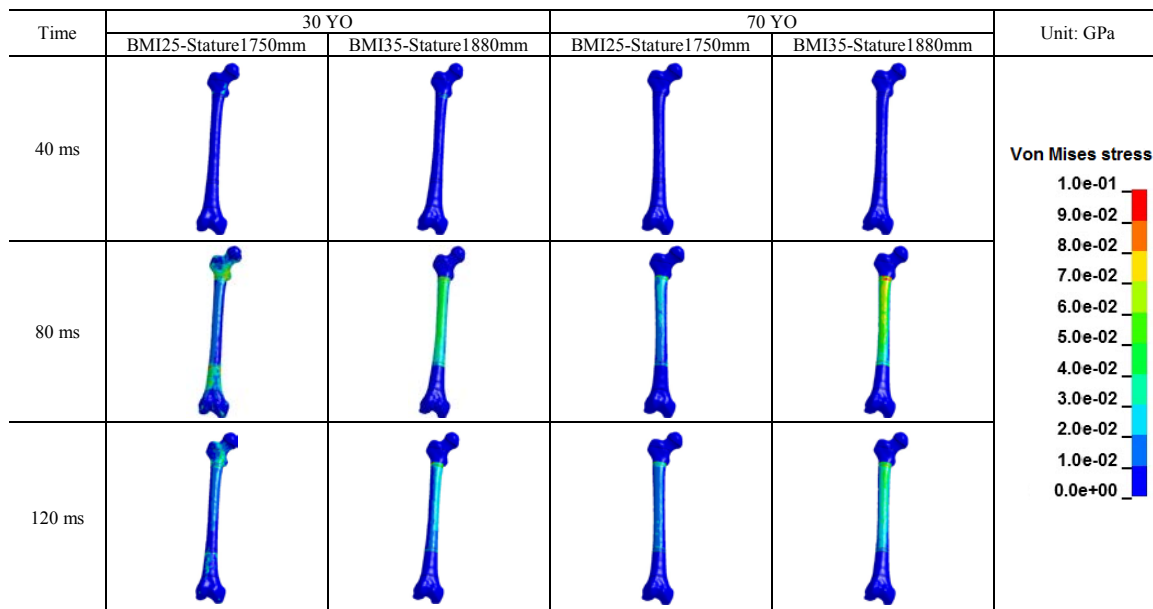 Time
30 YO
70 YO
Unit: GPa
BMI25-Stature1750mm
BMI35-Stature1880mm
BMI25-Stature1750mm
BMI35-Stature1880mm
40 ms
80 ms
120 ms
Von Mises stress
1.0e-01
9.0e-02
8.0e-02
7.0e-02
6.0e-02
5.0e-02
4.0e-02
3.0e-02
2.0e-02
1.0e-02
0.0e+00